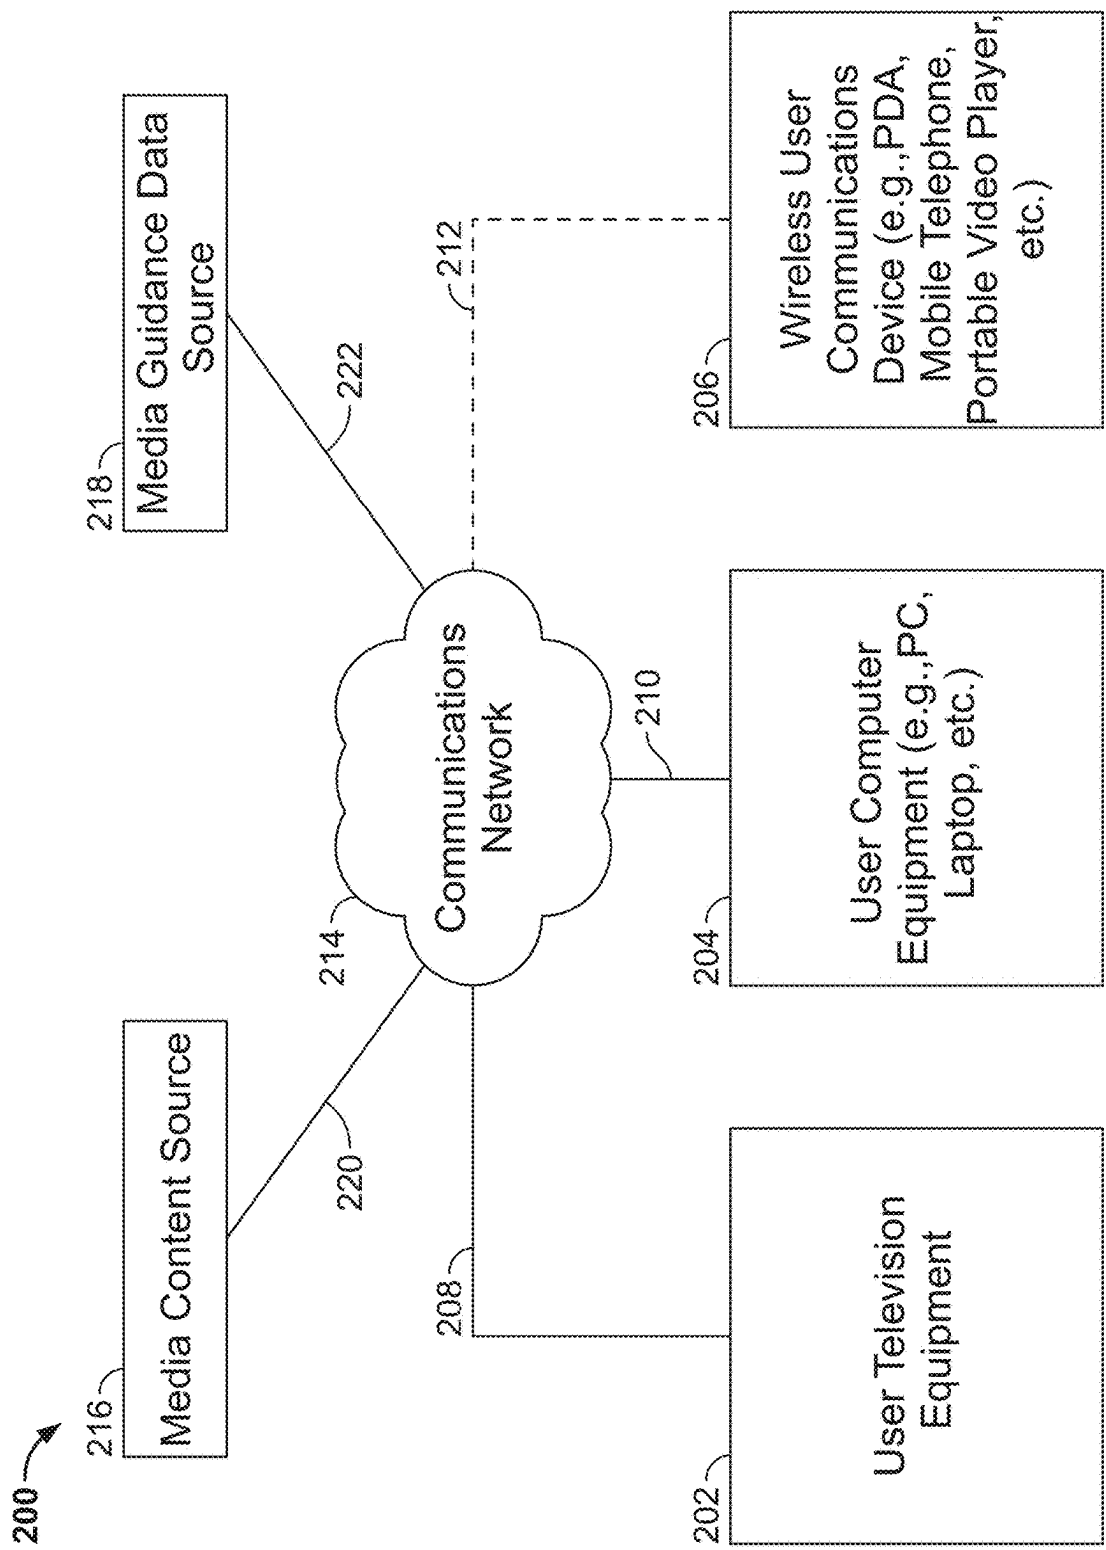 200
216
Media Content Source
218
Media Guidance Data
Source
220
222
214
Communications
Network
208
210
212
202
User Television
Equipment
204
User Computer
Equipment (e.g.,PC,
Laptop, etc.)
206
Wireless User
Communications
Device (e.g.,PDA,
Mobile Telephone,
Portable Video Player,
etc.)